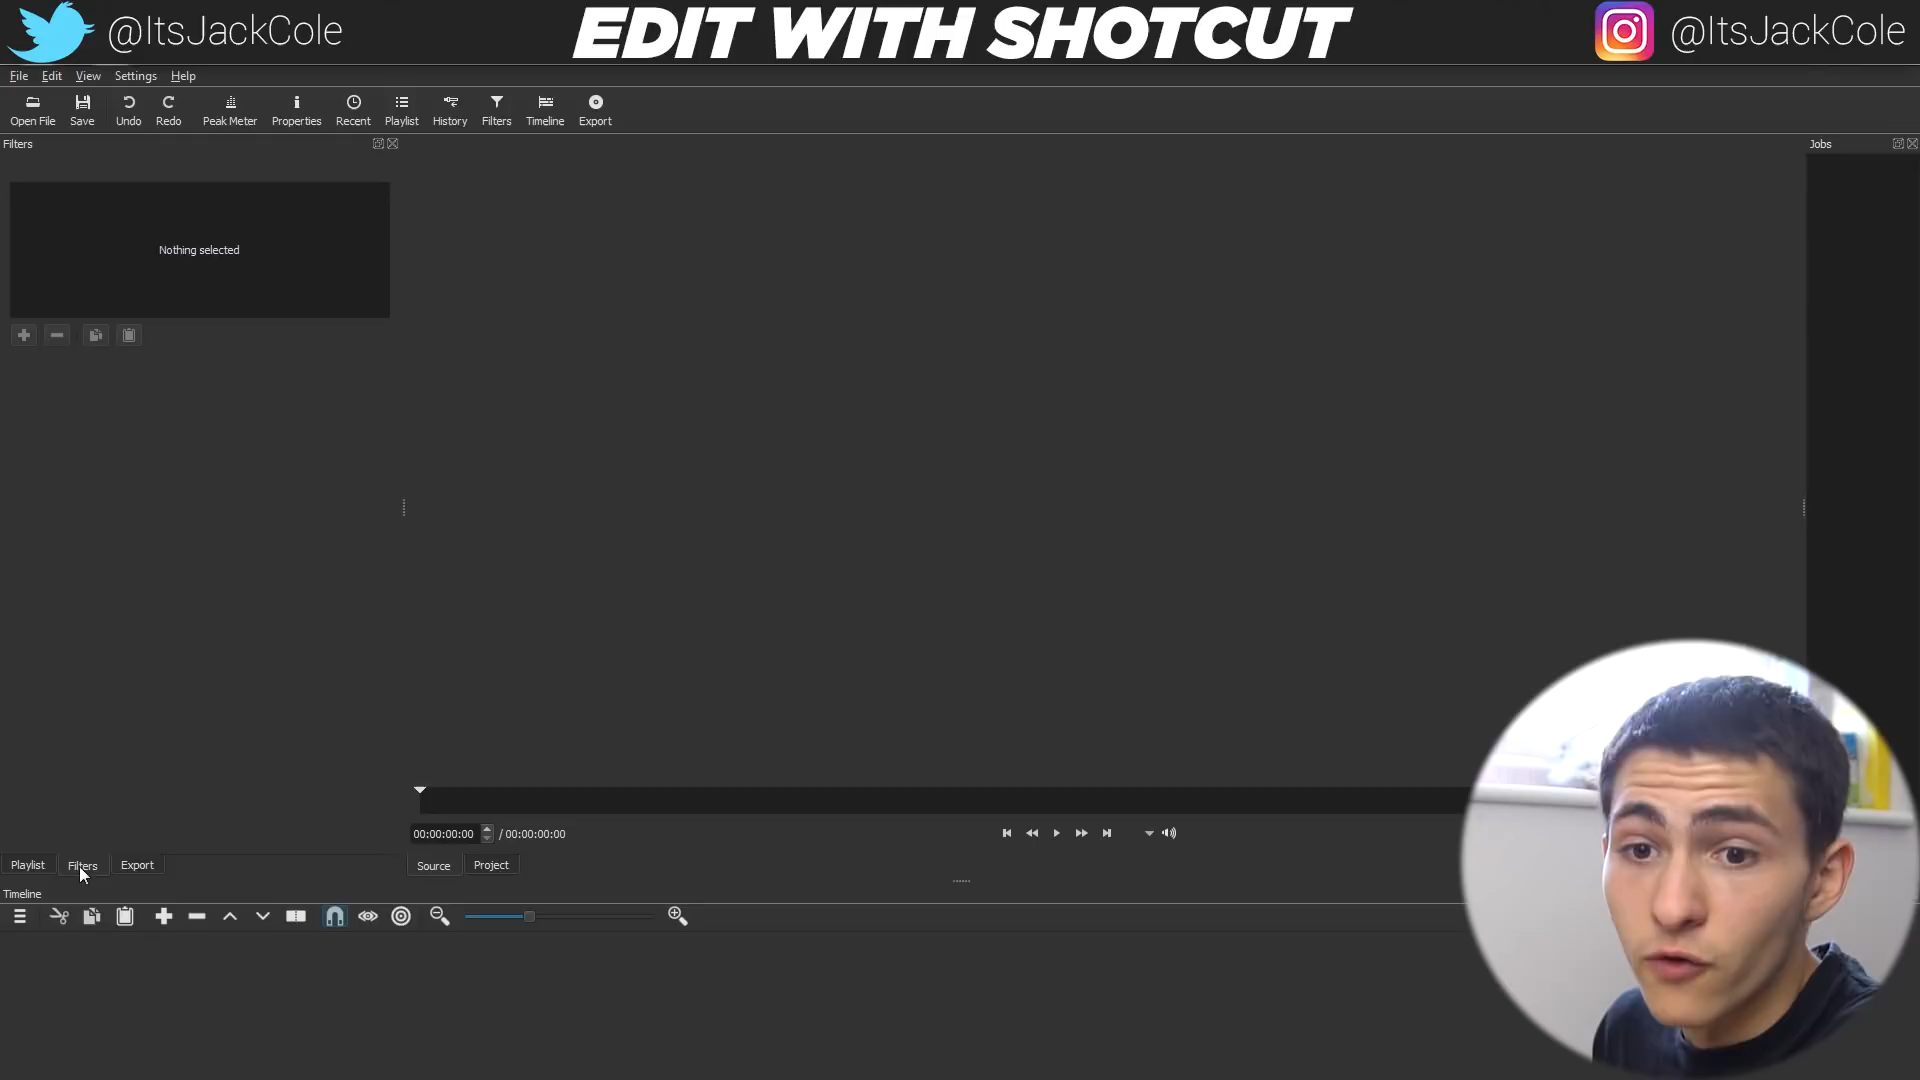 @ItsJackCole
EDIT WITH SHOTCUT
@ItsJackCole
File Edit View Settings Help
Open File Save Undo Redo Peak Meter Properties Recent Playlist History Filters Timeline Export
Filters
Jobs
Nothing selected
00:00:00:00 / 00:00:00:00
Playlist Filters Export
Source Project
Timeline